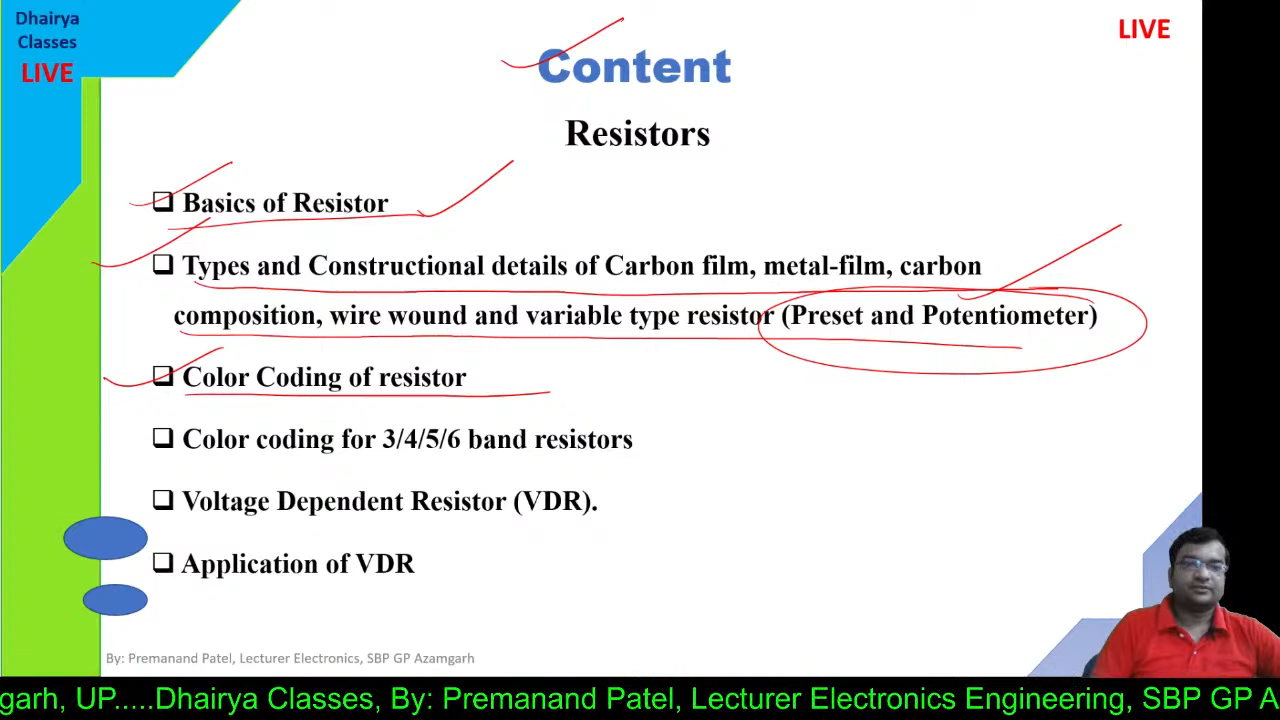 Dhairya
Classes
LIVE
LIVE
Content
Resistors
Basics of Resistor
Types and Constructional details of Carbon film, metal-film, carbon
composition, wire wound and variable type resistor (Preset and Potentiometer)
Color Coding of resistor
Color coding for 3/4/5/6 band resistors
Voltage Dependent Resistor (VDR).
Application of VDR
By: Premanand Patel, Lecturer Electronics, SBP GP Azamgarh
garh, UP.....Dhairya Classes, By: Premanand Patel, Lecturer Electronics Engineering, SBP GP A